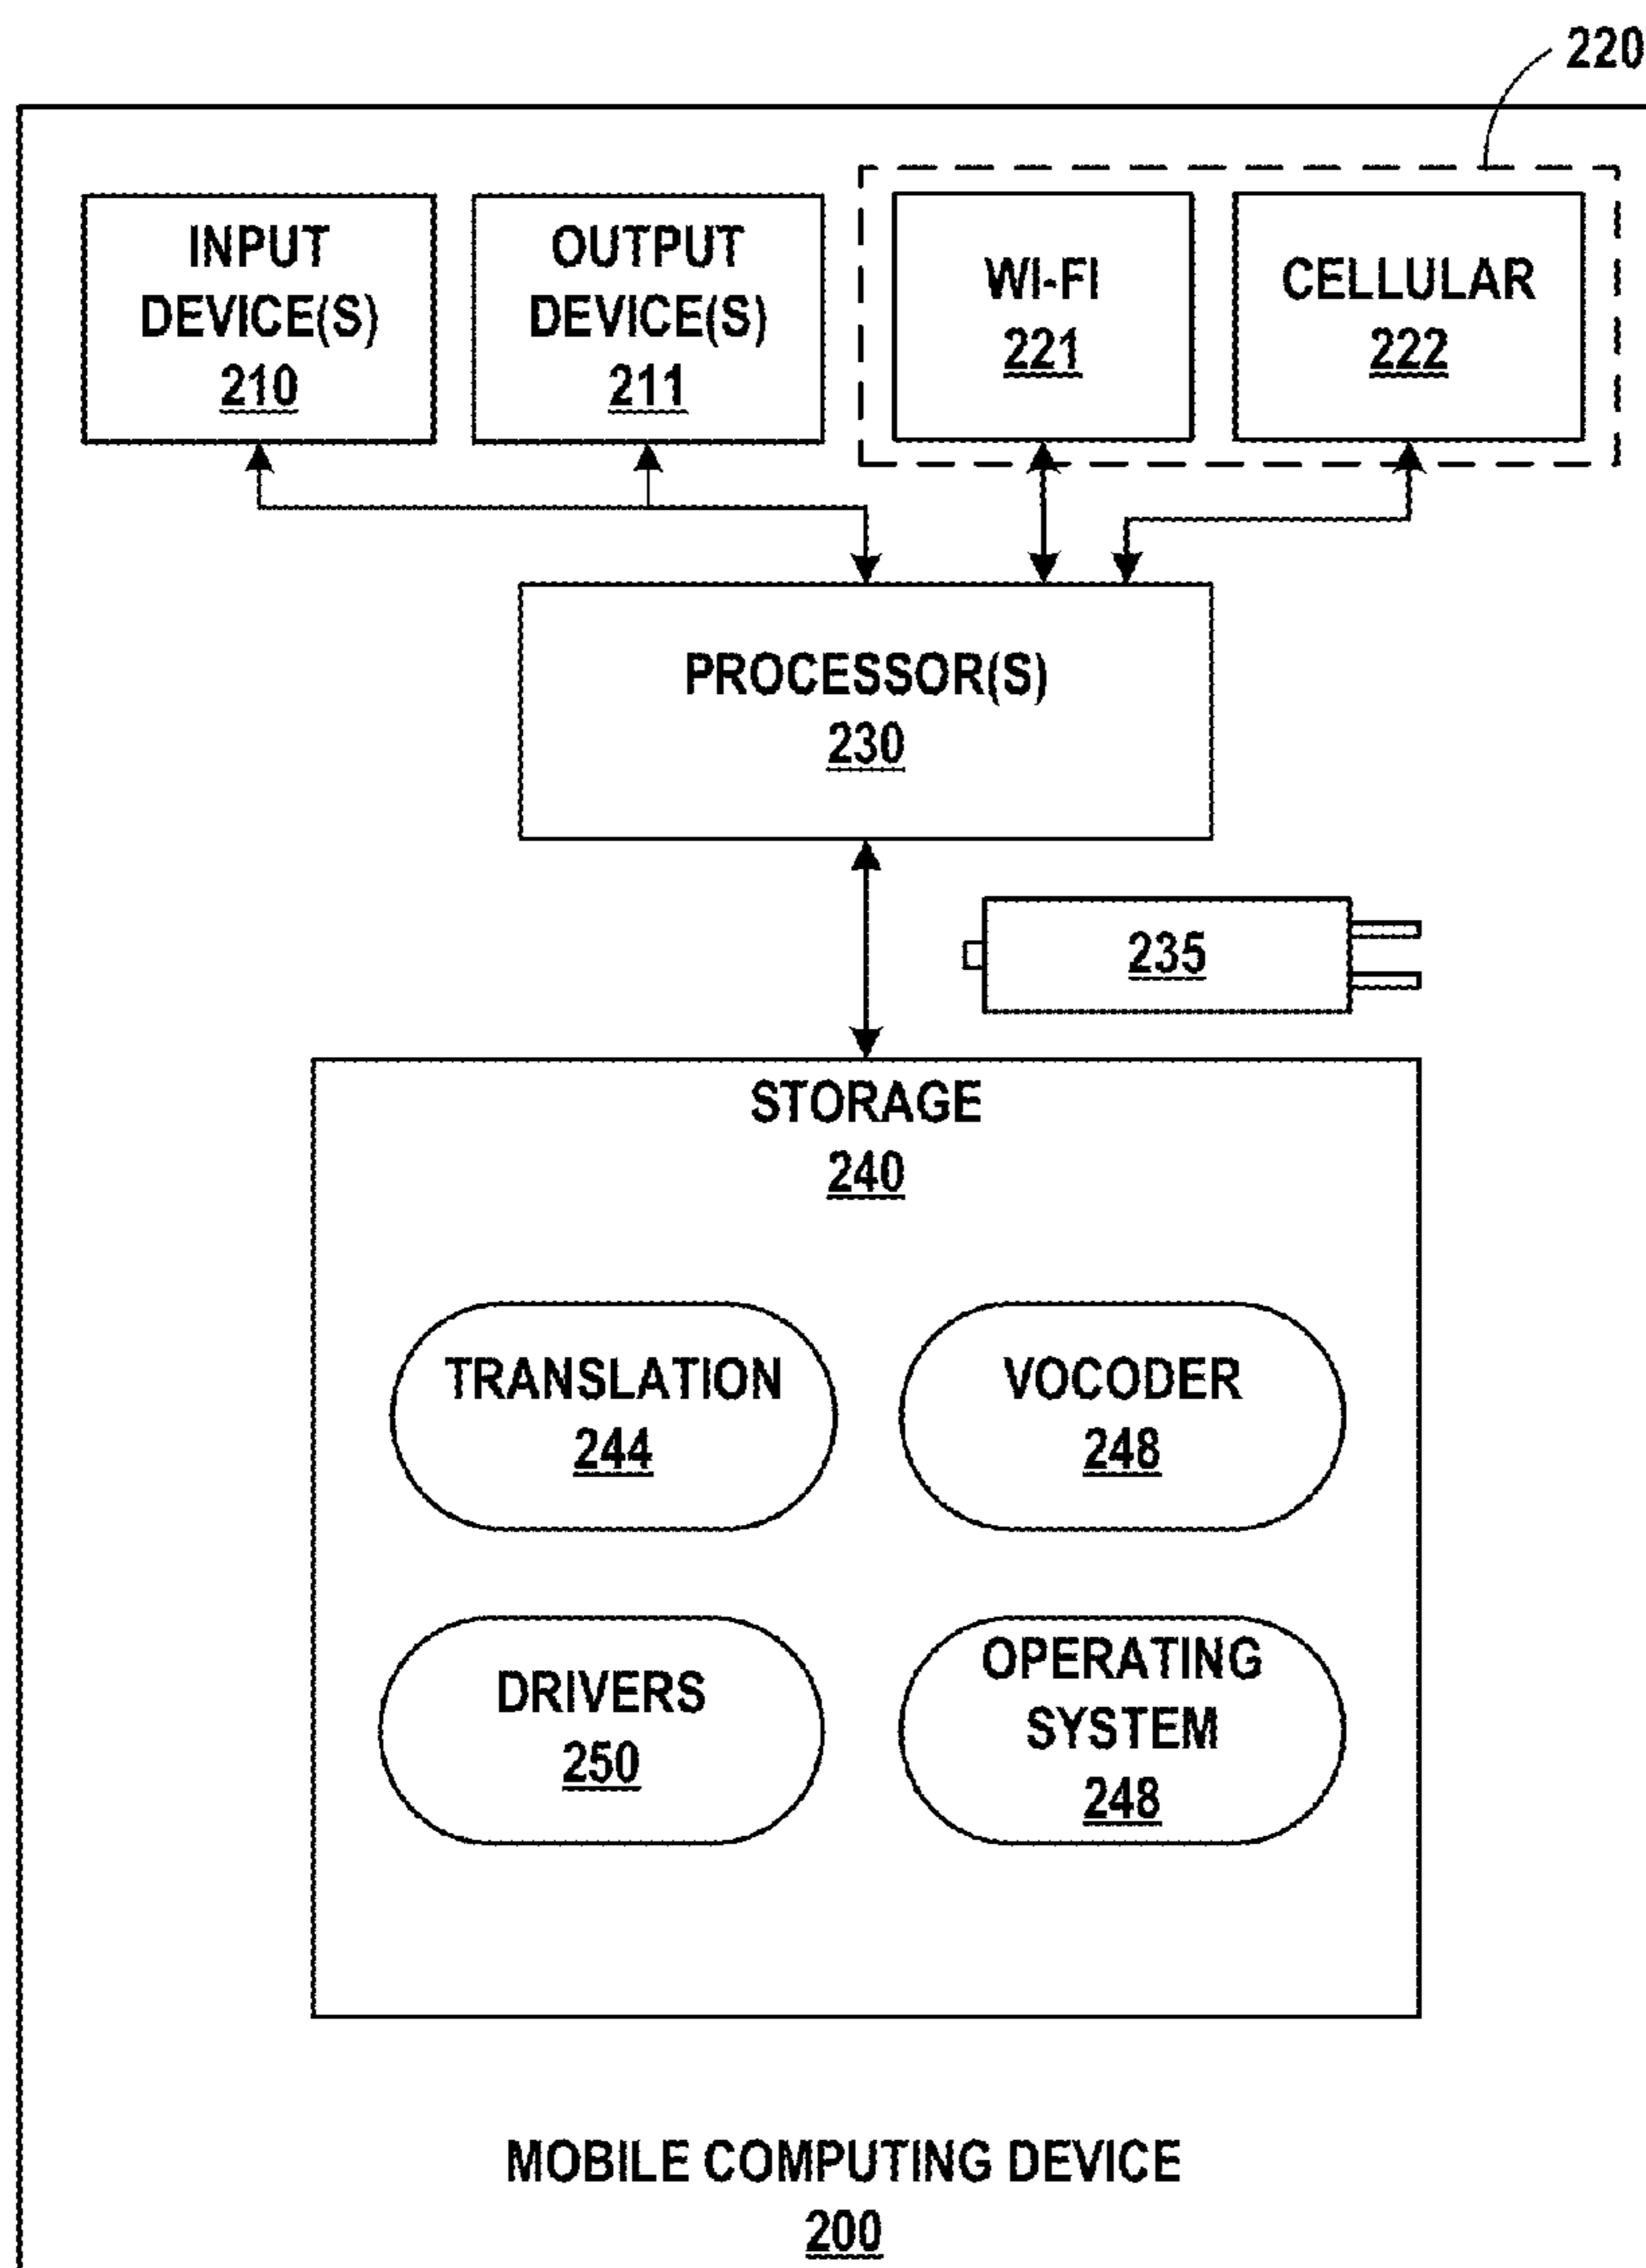 220
INPUT
DEVICE(S)
210
OUTPUT
DEVICE(S)
211
WI-FI
221
CELLULAR
222
PROCESSOR(S)
230
235
STORAGE
240
TRANSLATION
244
VOCODER
248
DRIVERS
250
OPERATING
SYSTEM
248
MOBILE COMPUTING DEVICE
200